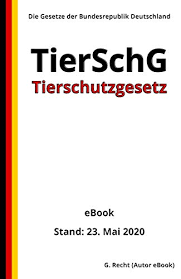 Die Gesetze der Bundesrepublik Deutschland
TierSchG
Tierschutzgesetz
eBook
Stand: 23. Mai 2020
G. Recht (Autor eBook)